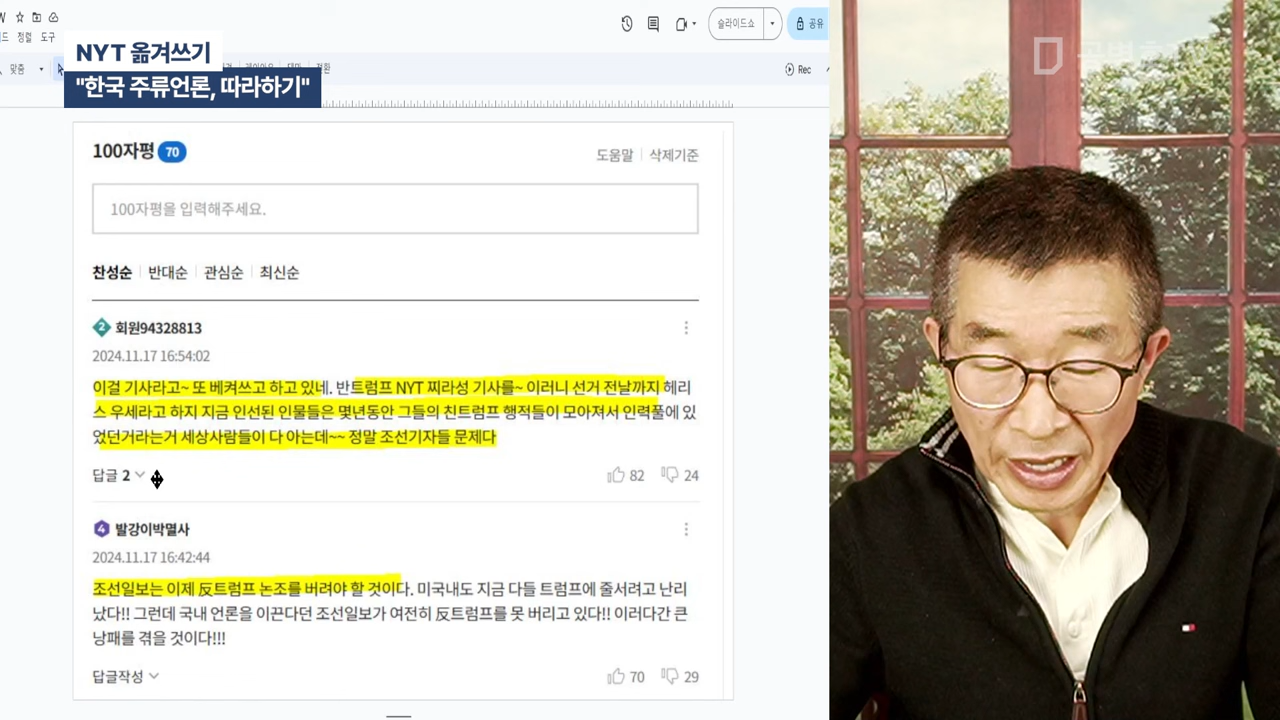 정렬 도구
NYT 옮겨쓰기
"한국 주류언론, 따라하기"
맞춤
슬라이드쇼
공유
Rec
100자평 70
도움말 삭제기준
100자평을 입력해주세요.
찬성순 반대순 관심순 최신순
2 회원94328813
2024.11.17 16:54:02
이걸 기사라고~ 또 베켜쓰고 하고 있네. 반트럼프 NYT 찌라성 기사를~ 이러니 선거 전날까지 헤리
스 우세라고 하지 지금 인선된 인물들은 몇년동안 그들의 친트럼프 행적들이 모아져서 인력풀에 있
었던거라는거 세상사람들이 다 아는데~~ 정말 조선기자들 문제다
답글 2
82 24
4 발강이박멸사
2024.11.17 16:42:44
조선일보는 이제 反트럼프 논조를 버려야 할 것이다. 미국내도 지금 다들 트럼프에 줄서려고 난리
났다!! 그런데 국내 언론을 이끈다던 조선일보가 여전히 反트럼프를 못 버리고 있다!! 이러다간 큰
낭패를 겪을 것이다!!!
답글작성
70 29